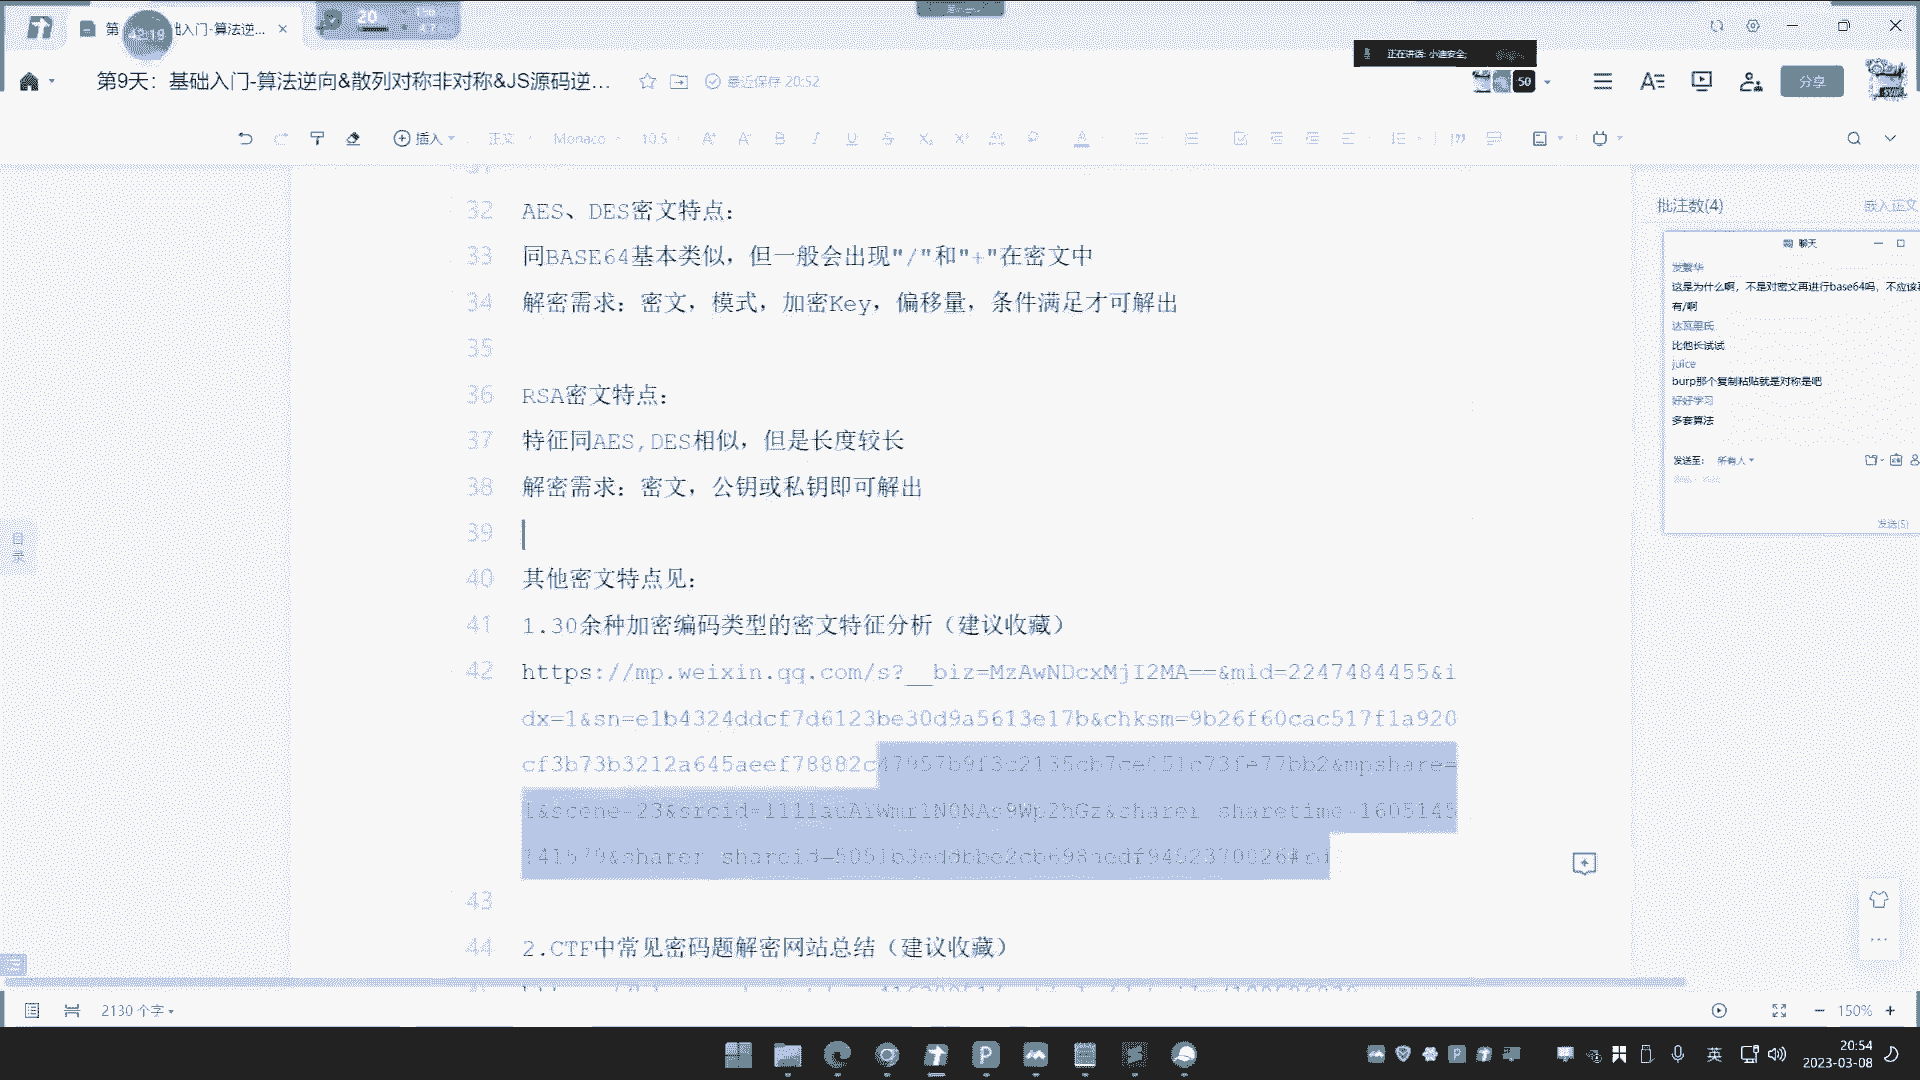 第
42:19
础入门-算法逆...
20
正在讲话: 小迪安全;
第9天：基础入门-算法逆向&散列对称非对称&JS源码逆...
最近保存 20:52
50
分享
插入
正文
Monaco
10.5
32 AES、DES密文特点：
33 同BASE64基本类似，但一般会出现"/"和"+"在密文中
34 解密需求：密文，模式，加密Key，偏移量，条件满足才可解出
35
36 RSA密文特点：
37 特征同AES,DES相似，但是长度较长
38 解密需求：密文，公钥或私钥即可解出
39
40 其他密文特点见：
41 1.30余种加密编码类型的密文特征分析（建议收藏）
42 https://mp.weixin.qq.com/s?__biz=MzAwNDcxMjI2MA==&mid=2247484455&i
dx=1&sn=e1b4324ddcf7d6123be30d9a5613e17b&chksm=9b26f60cac517f1a920
cf3b73b3212a645aeef78882c
43
44 2.CTF中常见密码题解密网站总结（建议收藏）
批注数(4)
嵌入正文
聊天
这是为什么啊，不是对密文再进行base64吗，不应该
有/啊
比他长试试
juice
burp那个复制粘贴就是对称是吧
好好学习
多套算法
发送至: 所有人
发送(S)
目
录
2130 个字
150%
英
20:54
2023-03-08